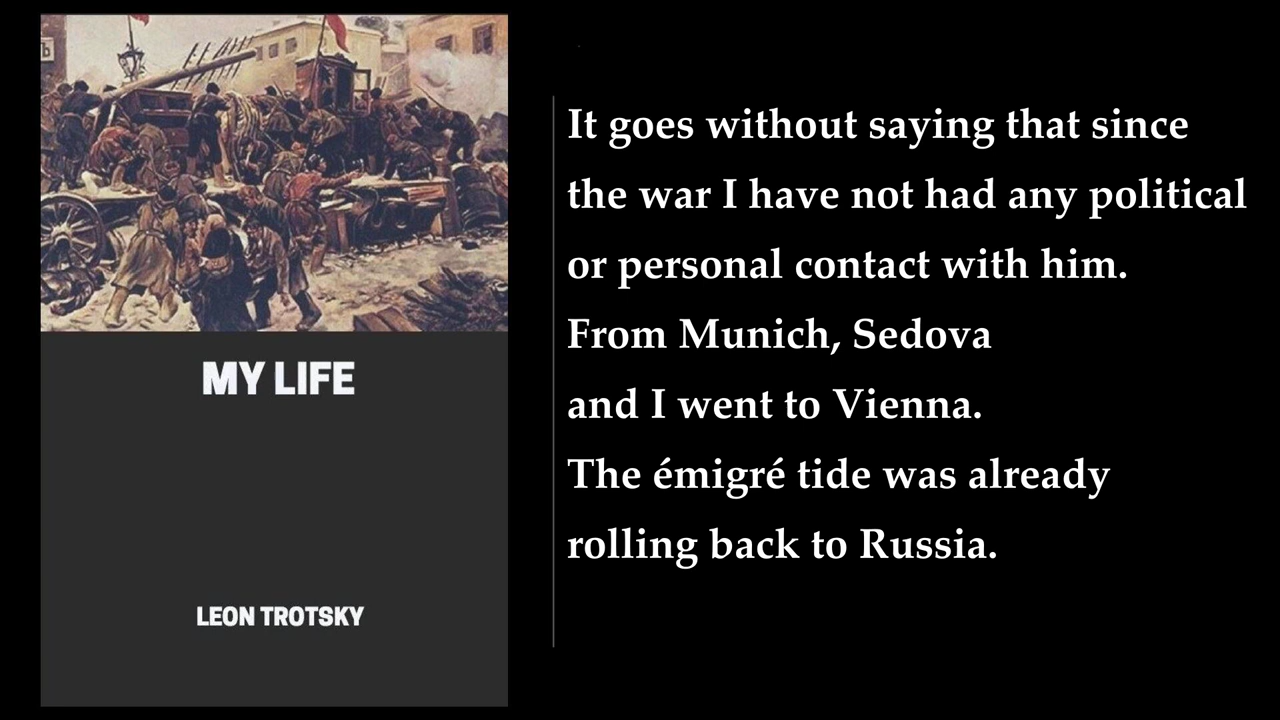 MY LIFE
LEON TROTSKY
It goes without saying that since
the war I have not had any political
or personal contact with him.
From Munich, Sedova
and I went to Vienna.
The émigré tide was already
rolling back to Russia.